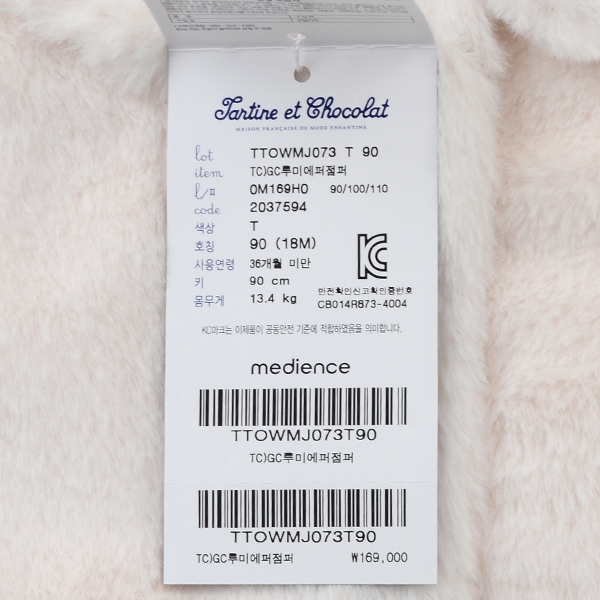 Tartine et Chocolat
MAISON FRANÇAISE DE MODE ENFANTINE
lot TTOWMJ073 T 90
item TC)GC루미에퍼점퍼
l/# 0M169H0 90/100/110
code 2037594
색상 T
호칭 90 (18M)
사용연령 36개월 미만
키 90 cm
몸무게 13.4 kg
안전확인신고확인증번호
CB014R873-4004
KC마크는 이제품이 공통안전 기준에 적합하였음을 의미합니다.
medience
TTOWMJ073T90
TC)GC루미에퍼점퍼
TTOWMJ073T90
TC)GC루미에퍼점퍼 ₩169,000